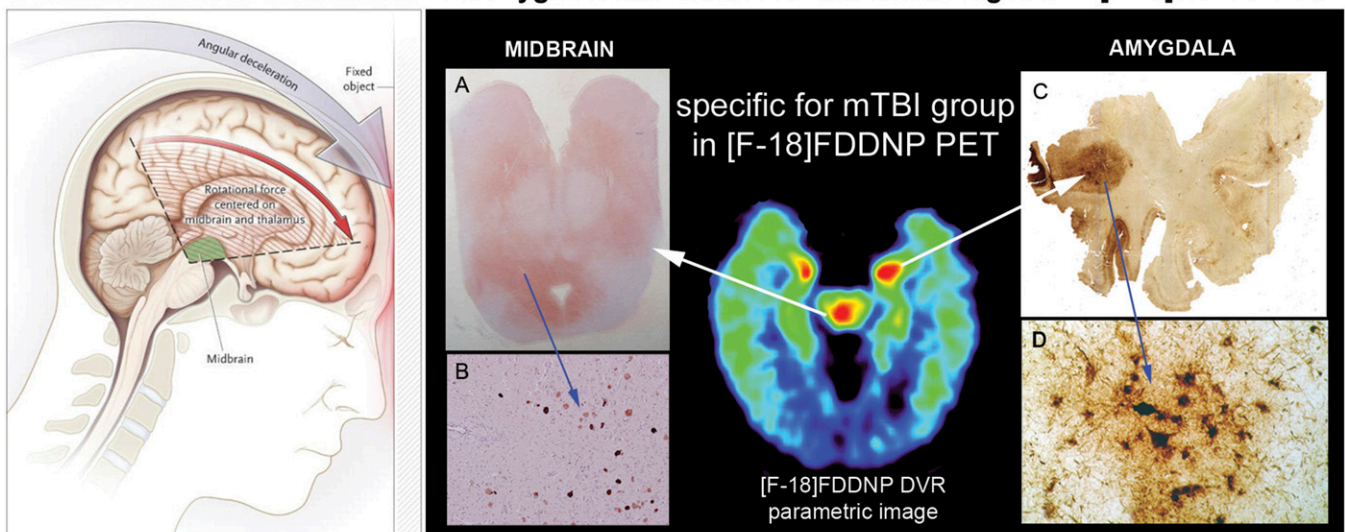 Angular deceleration
Fixed
object
Rotational force
centered on
midbrain and thalamus
Midbrain
MIDBRAIN
AMYGDALA
A
B
C
D
specific for mTBI group
in [F-18]FDDNP PET
[F-18]FDDNP DVR
parametric image